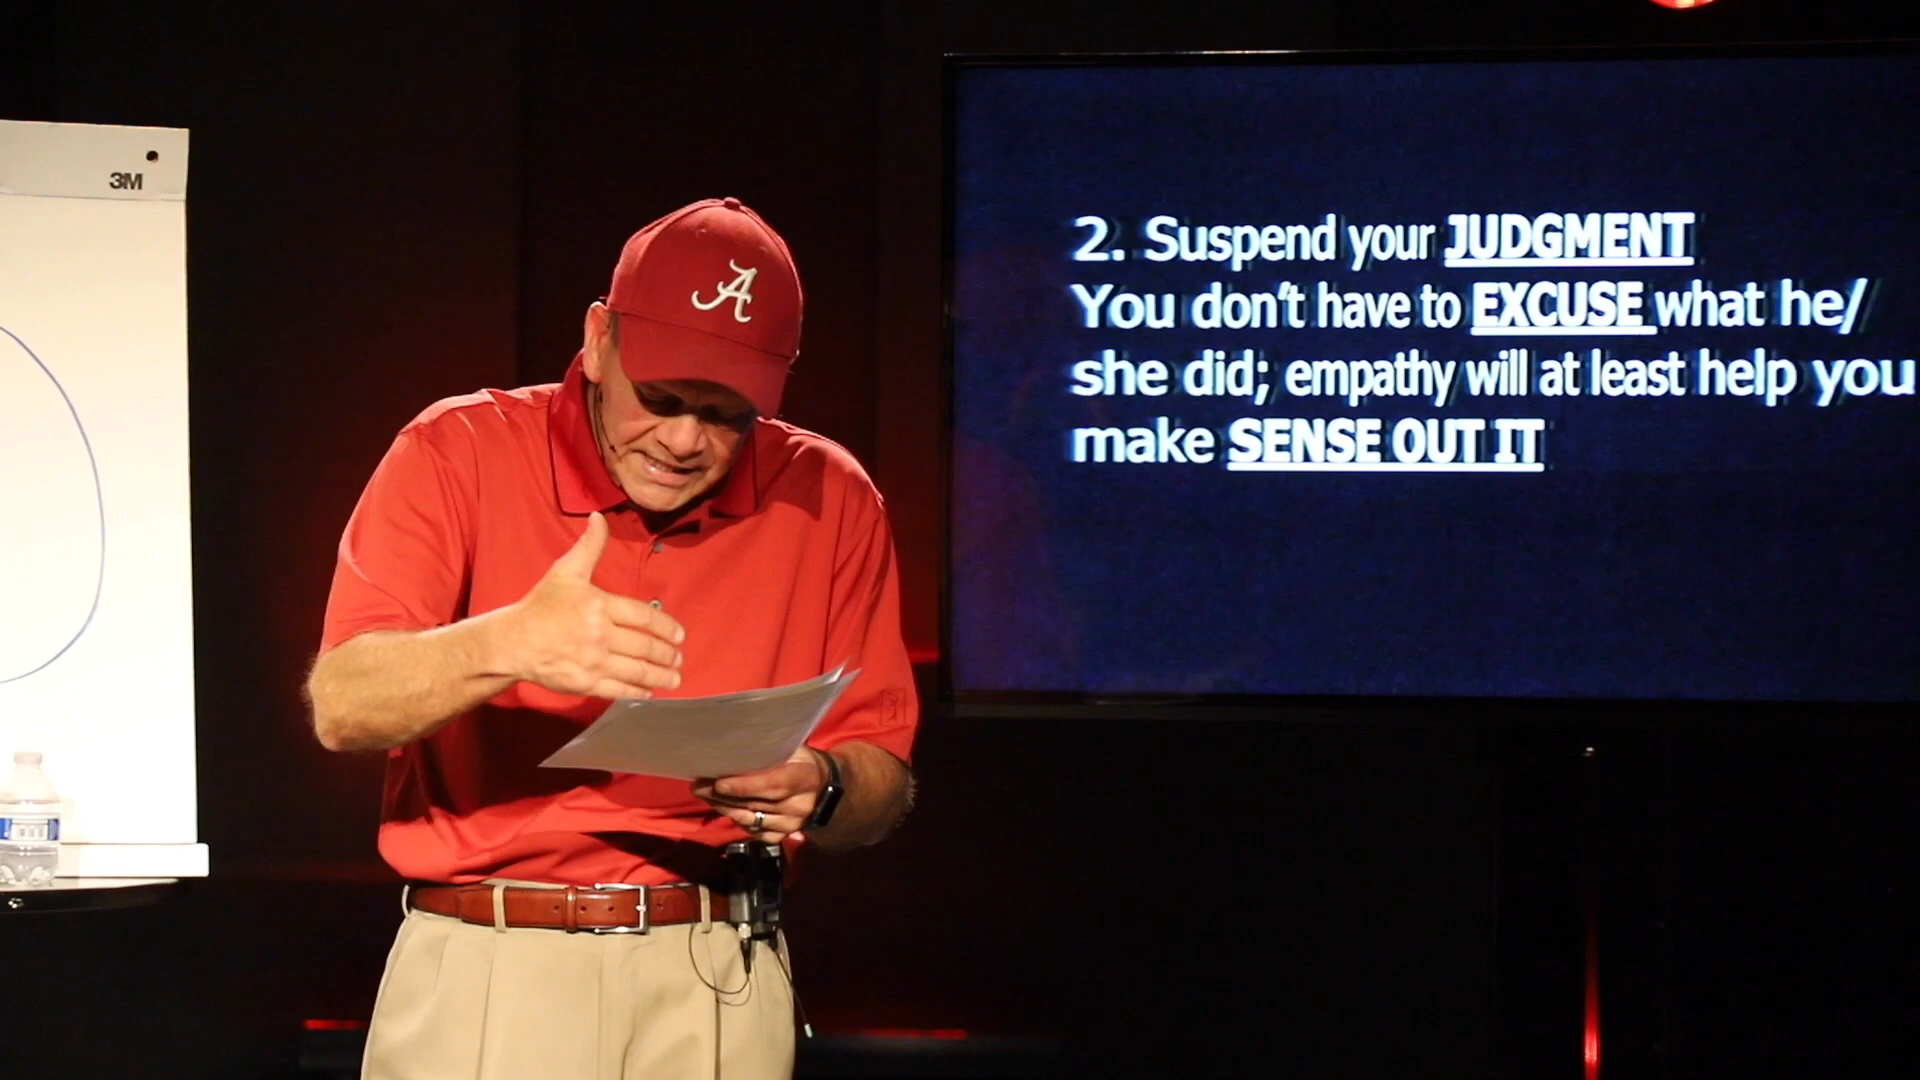 3M
A
2. Suspend your JUDGMENT
You don't have to EXCUSE what he/
she did; empathy will at least help you
make SENSE OUT IT